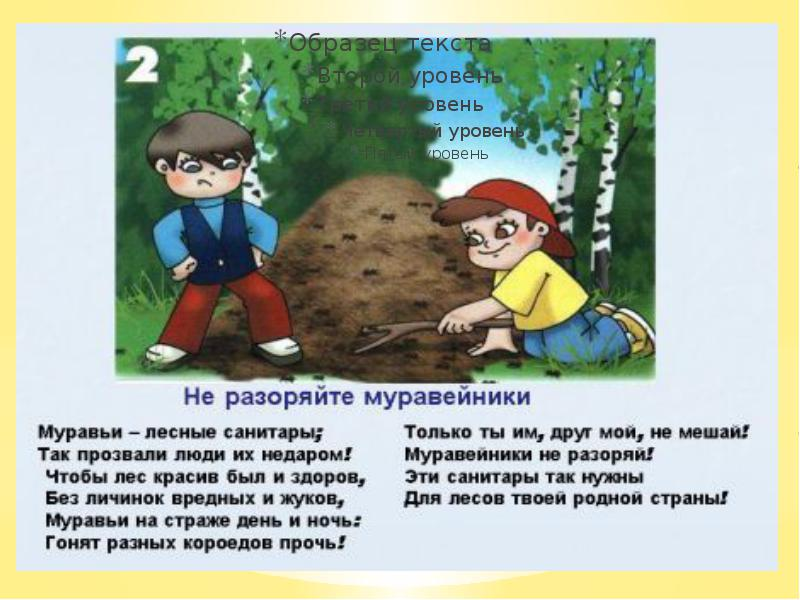 2
*Образец текста
*Второй уровень
*Третий уровень
*Четвертый уровень
*Пятый уровень
Не разоряйте муравейники
Муравьи – лесные санитары;
Так прозвали люди их недаром!
Чтобы лес красив был и здоров,
Без личинок вредных и жуков,
Муравьи на страже день и ночь:
Гонят разных короедов прочь!
Только ты им, друг мой, не мешай!
Муравейники не разоряй!
Эти санитары так нужны
Для лесов твоей родной страны!